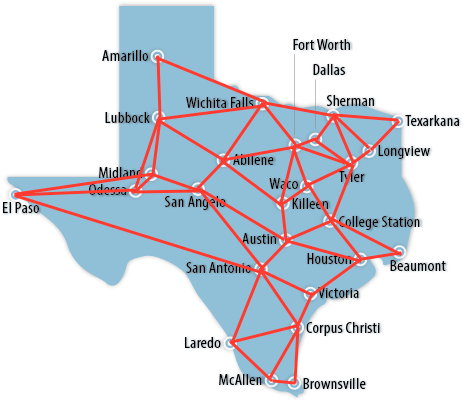 Fort Worth
Amarillo
Dallas
Wichita Falls
Sherman
Lubbock
Texarkana
Abilene
Longview
Midland
Tyler
Odessa
Waco
San Angelo
Killeen
El Paso
College Station
Austin
Houston
Beaumont
San Antonio
Victoria
Corpus Christi
Laredo
McAllen
Brownsville